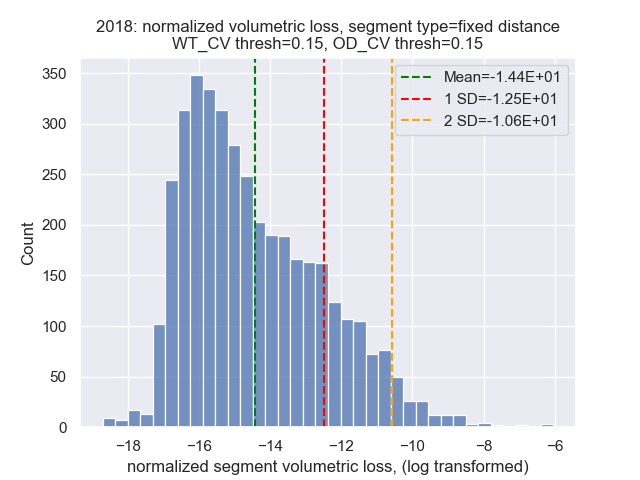 2018: normalized volumetric loss, segment type=fixed distance
WT_CV thresh=0.15, OD_CV thresh=0.15
Mean=-1.44E+01
1 SD=-1.25E+01
2 SD=-1.06E+01
Count
350
300
250
200
150
100
50
0
−18 −16 −14 −12 −10 −8 −6
normalized segment volumetric loss, (log transformed)